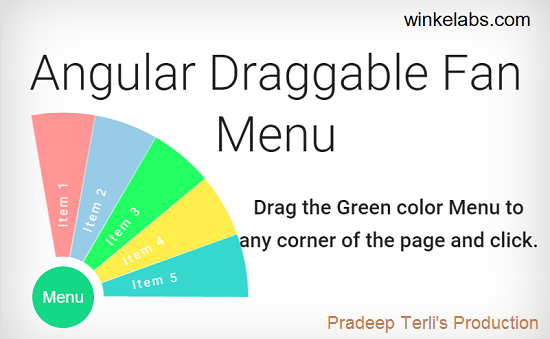 winkelabs.com
Angular Draggable Fan
Menu
Item 1
Item 2
Item 3
Item 4
Item 5
Menu
Drag the Green color Menu to
any corner of the page and click.
Pradeep Terli's Production